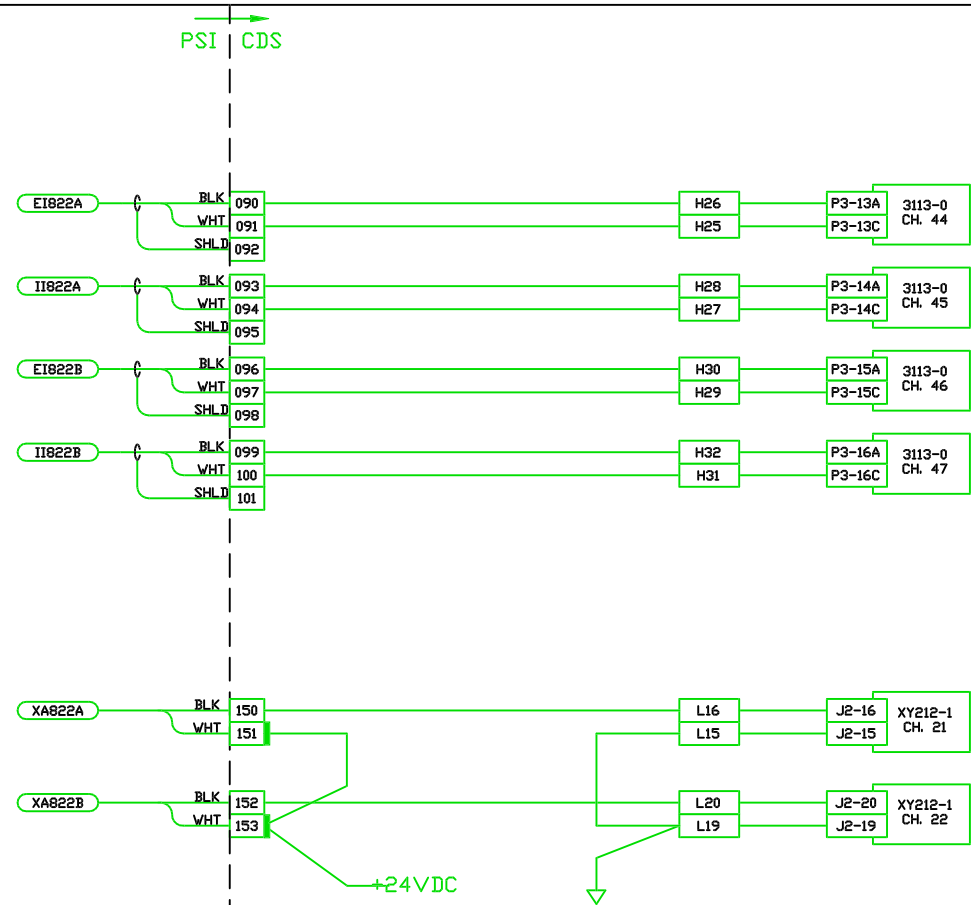 PSI CDS
EI822A BLK 090 H26 P3-13A 3113-0
WHT 091 H25 P3-13C CH. 44
SHLD 092
II822A BLK 093 H28 P3-14A 3113-0
WHT 094 H27 P3-14C CH. 45
SHLD 095
EI822B BLK 096 H30 P3-15A 3113-0
WHT 097 H29 P3-15C CH. 46
SHLD 098
II822B BLK 099 H32 P3-16A 3113-0
WHT 100 H31 P3-16C CH. 47
SHLD 101
XA822A BLK 150 L16 J2-16 XY212-1
WHT 151 L15 J2-15 CH. 21
XA822B BLK 152 L20 J2-20 XY212-1
WHT 153 L19 J2-19 CH. 22
+24VDC